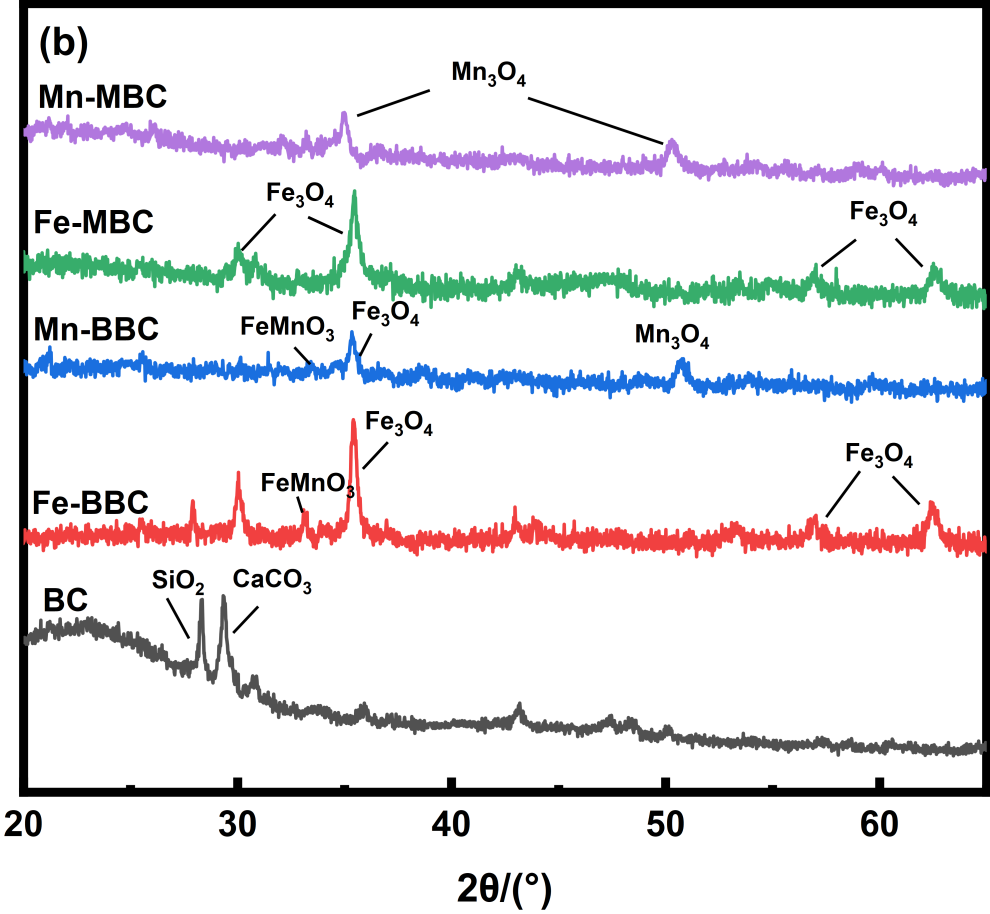 (b)
Mn₃O₄
Mn-MBC
Fe₃O₄
Fe₃O₄
Fe-MBC
Fe₃O₄
FeMnO₃
Mn-BBC
Mn₃O₄
Fe₃O₄
Fe₃O₄
FeMnO₃
Fe-BBC
SiO₂ CaCO₃
BC
20 30 40 50 60
2θ/(°)